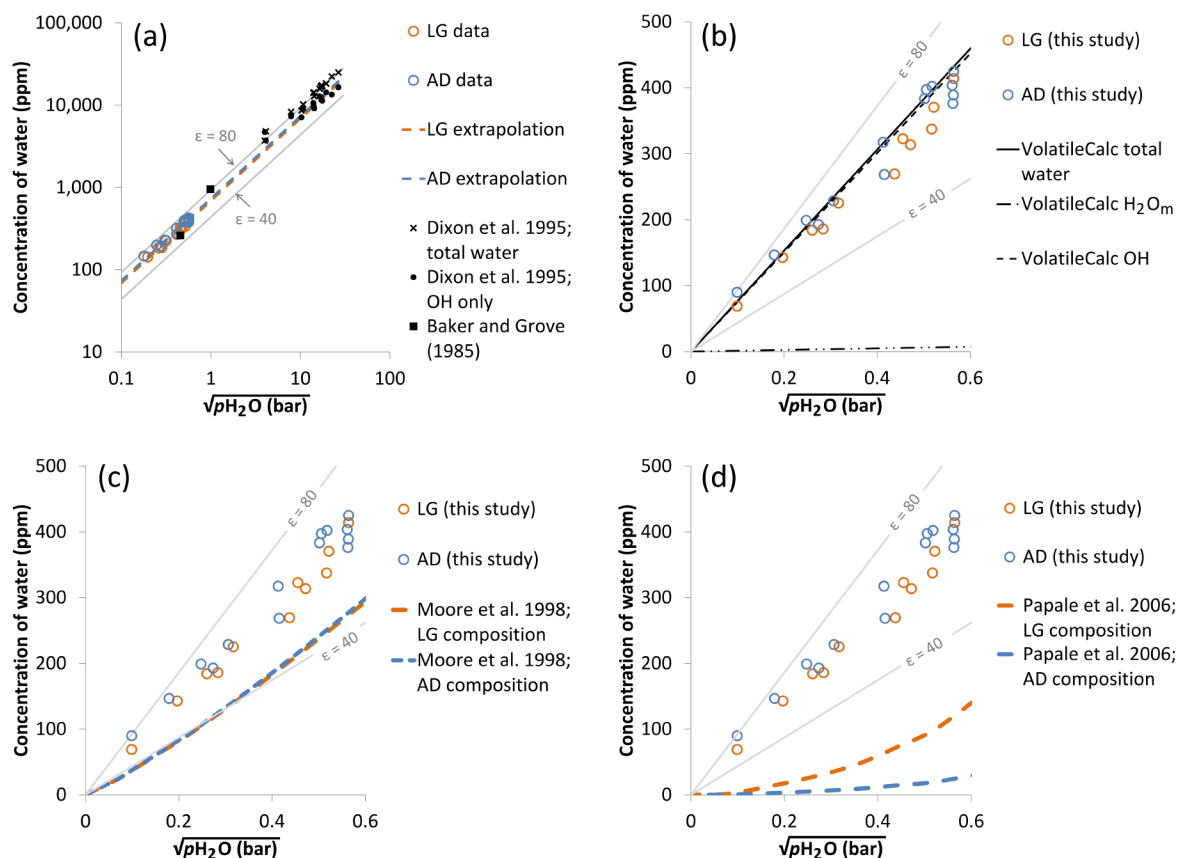 (a)
Concentration of water (ppm)
100,000
10,000
1,000
100
10
0.1
1
10
100
√pH₂O (bar)
ε = 80
ε = 40
LG data
AD data
LG extrapolation
AD extrapolation
Dixon et al. 1995;
total water
Dixon et al. 1995;
OH only
Baker and Grove
(1985)
(b)
Concentration of water (ppm)
500
400
300
200
100
0
0
0.2
0.4
0.6
√pH₂O (bar)
ε = 80
ε = 40
LG (this study)
AD (this study)
VolatileCalc total
water
VolatileCalc H₂Oₘ
VolatileCalc OH
(c)
Concentration of water (ppm)
500
400
300
200
100
0
0
0.2
0.4
0.6
√pH₂O (bar)
ε = 80
ε = 40
LG (this study)
AD (this study)
Moore et al. 1998;
LG composition
Moore et al. 1998;
AD composition
(d)
Concentration of water (ppm)
500
400
300
200
100
0
0
0.2
0.4
0.6
√pH₂O (bar)
ε = 80
ε = 40
LG (this study)
AD (this study)
Papale et al. 2006;
LG composition
Papale et al. 2006;
AD composition